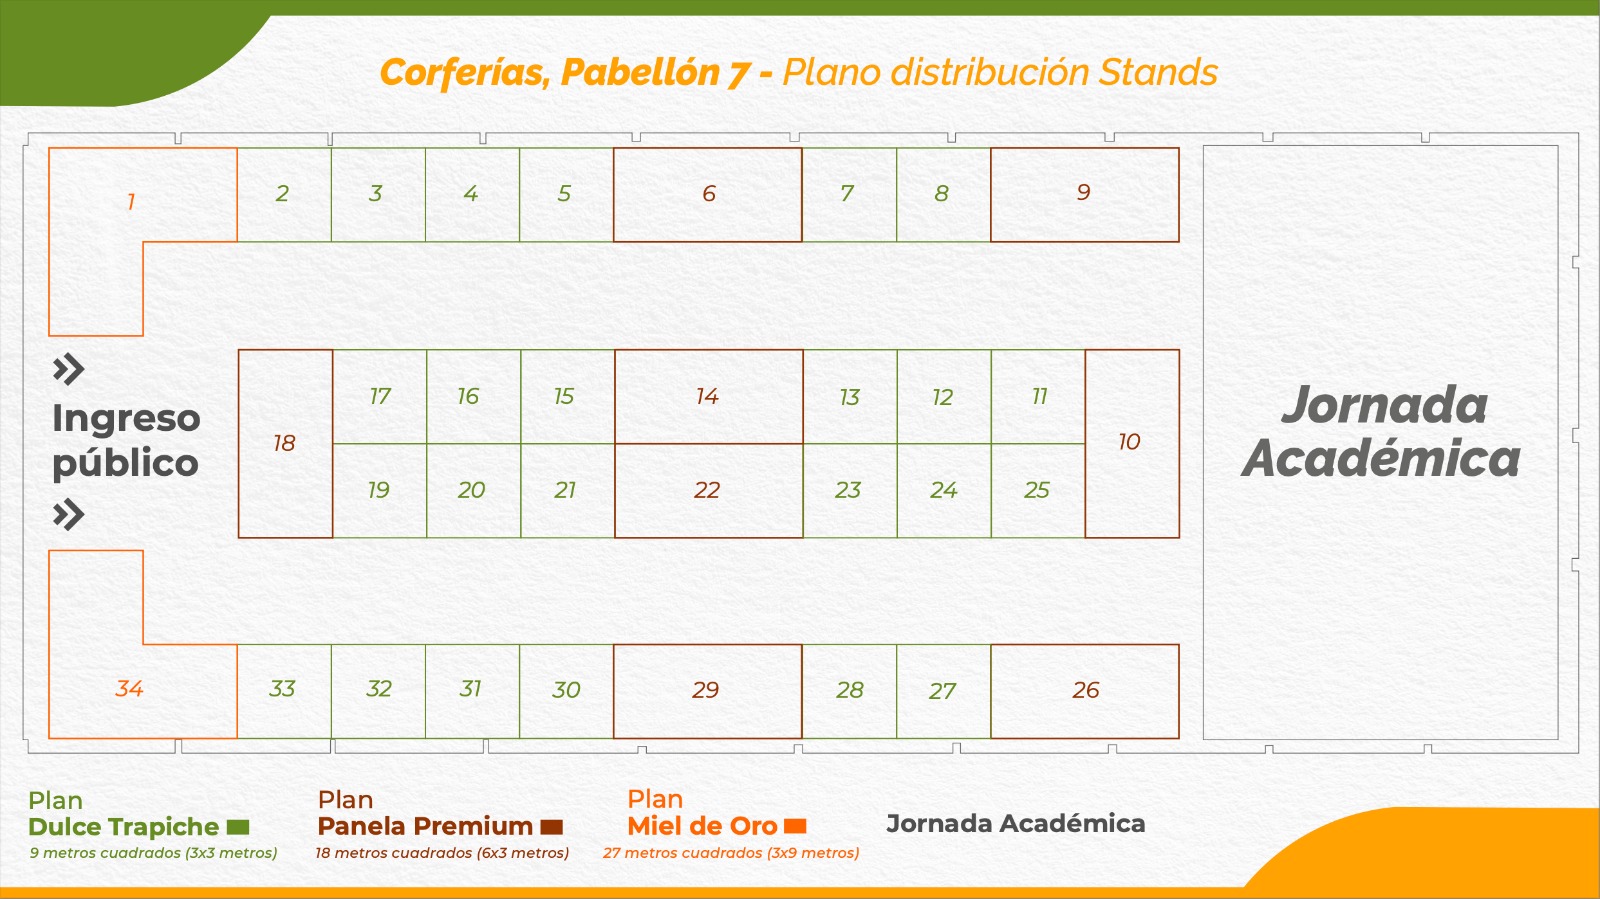 Corferías, Pabellón 7 - Plano distribución Stands
1 2 3 4 5 6 7 8 9
Ingreso
público
18 17 16 15 14 13 12 11 10
19 20 21 22 23 24 25
Jornada
Académica
34 33 32 31 30 29 28 27 26
Plan
Dulce Trapiche
9 metros cuadrados (3x3 metros)
Plan
Panela Premium
18 metros cuadrados (6x3 metros)
Plan
Miel de Oro
27 metros cuadrados (3x9 metros)
Jornada Académica